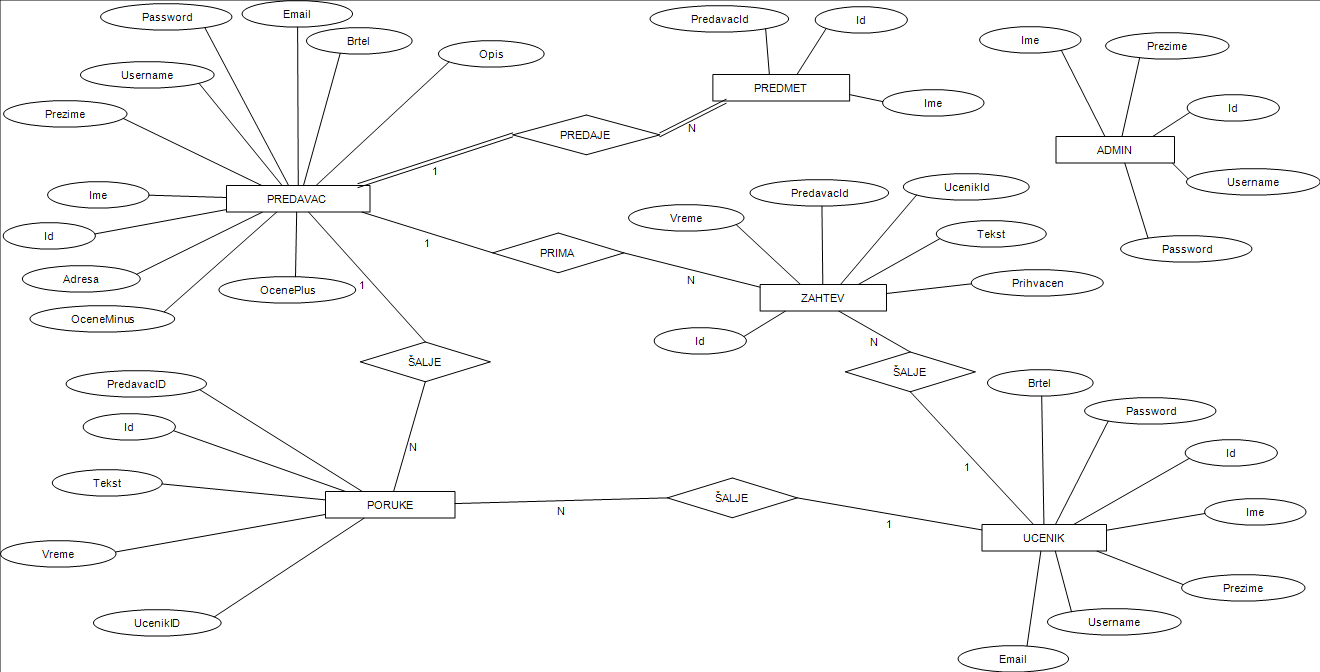 Password
Email
Brtel
Opis
Username
Prezime
Ime
Id
Adresa
OceneMinus
OcenePlus
PREDAVAC
1
PREDAJE
N
PredavacId
Id
PREDMET
Ime
Ime
Prezime
Id
ADMIN
Username
Password
1
PRIMA
N
Vreme
PredavacId
UcenikId
Tekst
Prihvacen
ZAHTEV
Id
1
ŠALJE
N
N
ŠALJE
1
PredavacID
Id
Tekst
Vreme
UcenikID
PORUKE
N
ŠALJE
1
Brtel
Password
Id
Ime
UCENIK
Prezime
Username
Email